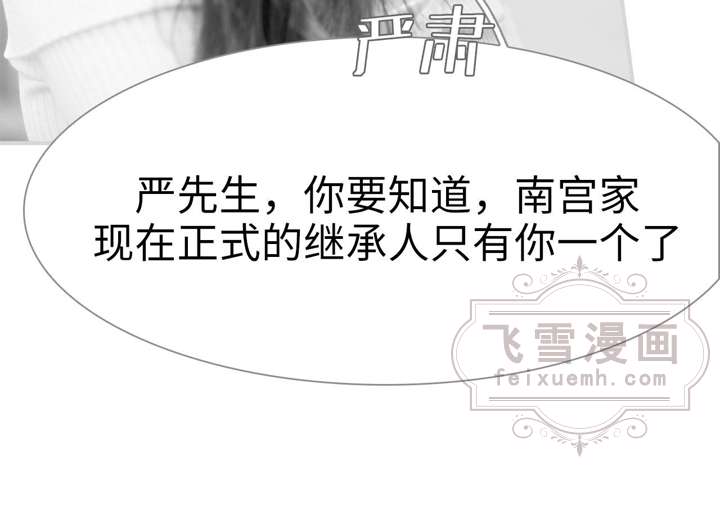 严肃
严先生，你要知道，南宫家
现在正式的继承人只有你一个了
飞雪漫画
feixuemh.com